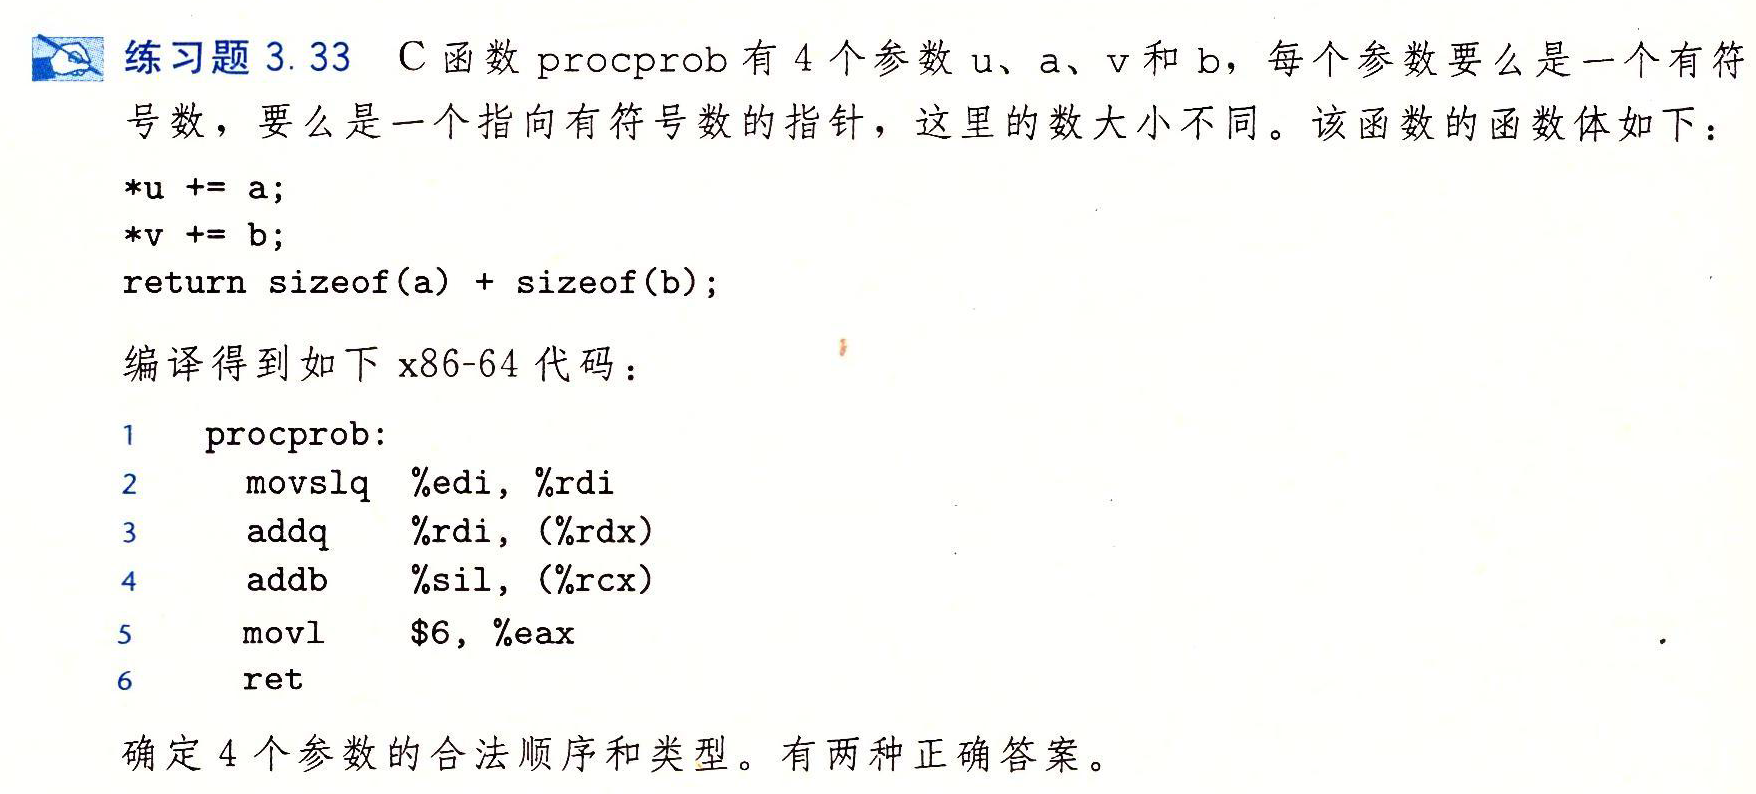 练习题 3.33 C 函数 procprob 有 4 个参数 u、a、v 和 b，每个参数要么是一个有符
号数，要么是一个指向有符号数的指针，这里的数大小不同。该函数的函数体如下：
*u += a;
*v += b;
return sizeof(a) + sizeof(b);
编译得到如下 x86-64 代码：
1 procprob:
2 movslq %edi, %rdi
3 addq %rdi, (%rdx)
4 addb %sil, (%rcx)
5 movl $6, %eax
6 ret
确定 4 个参数的合法顺序和类型。有两种正确答案。